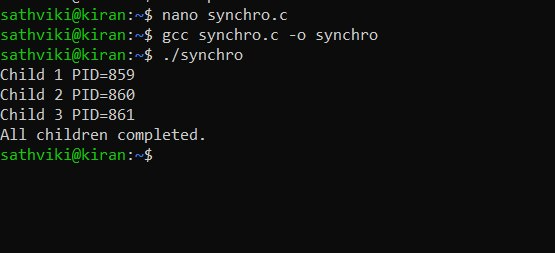 sathviki@kiran:~$ nano synchro.c
sathviki@kiran:~$ gcc synchro.c -o synchro
sathviki@kiran:~$ ./synchro
Child 1 PID=859
Child 2 PID=860
Child 3 PID=861
All children completed.
sathviki@kiran:~$